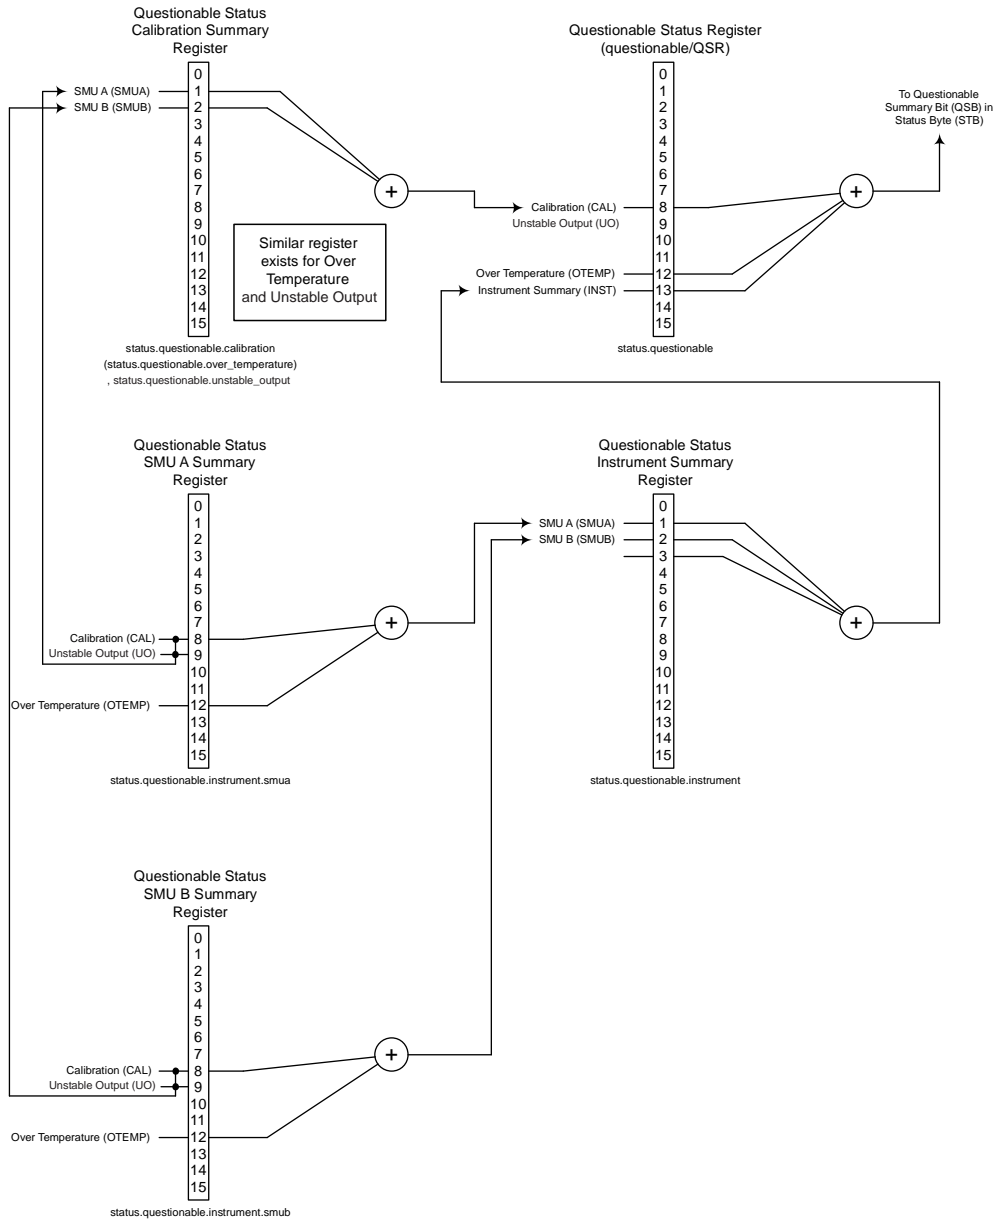 Questionable Status
Calibration Summary
Register
0
SMU A (SMUA) 1
SMU B (SMUB) 2
3
4
5
6
7
8
9
10
11
12
13
14
15
+
Similar register
exists for Over
Temperature
and Unstable Output
status.questionable.calibration
(status.questionable.over_temperature)
, status.questionable.unstable_output
Questionable Status Register
(questionable/QSR)
0
1
2
3
4
5
6
7
Calibration (CAL) 8
Unstable Output (UO) 9
10
11
Over Temperature (OTEMP) 12
Instrument Summary (INST) 13
14
15
+
status.questionable
To Questionable
Summary Bit (QSB) in
Status Byte (STB)
Questionable Status
SMU A Summary
Register
0
1
2
3
4
5
6
7
Calibration (CAL) 8
Unstable Output (UO) 9
10
11
Over Temperature (OTEMP) 12
13
14
15
+
status.questionable.instrument.smua
Questionable Status
Instrument Summary
Register
0
SMU A (SMUA) 1
SMU B (SMUB) 2
3
4
5
6
7
8
9
10
11
12
13
14
15
+
status.questionable.instrument
Questionable Status
SMU B Summary
Register
0
1
2
3
4
5
6
7
Calibration (CAL) 8
Unstable Output (UO) 9
10
11
Over Temperature (OTEMP) 12
13
14
15
+
status.questionable.instrument.smub